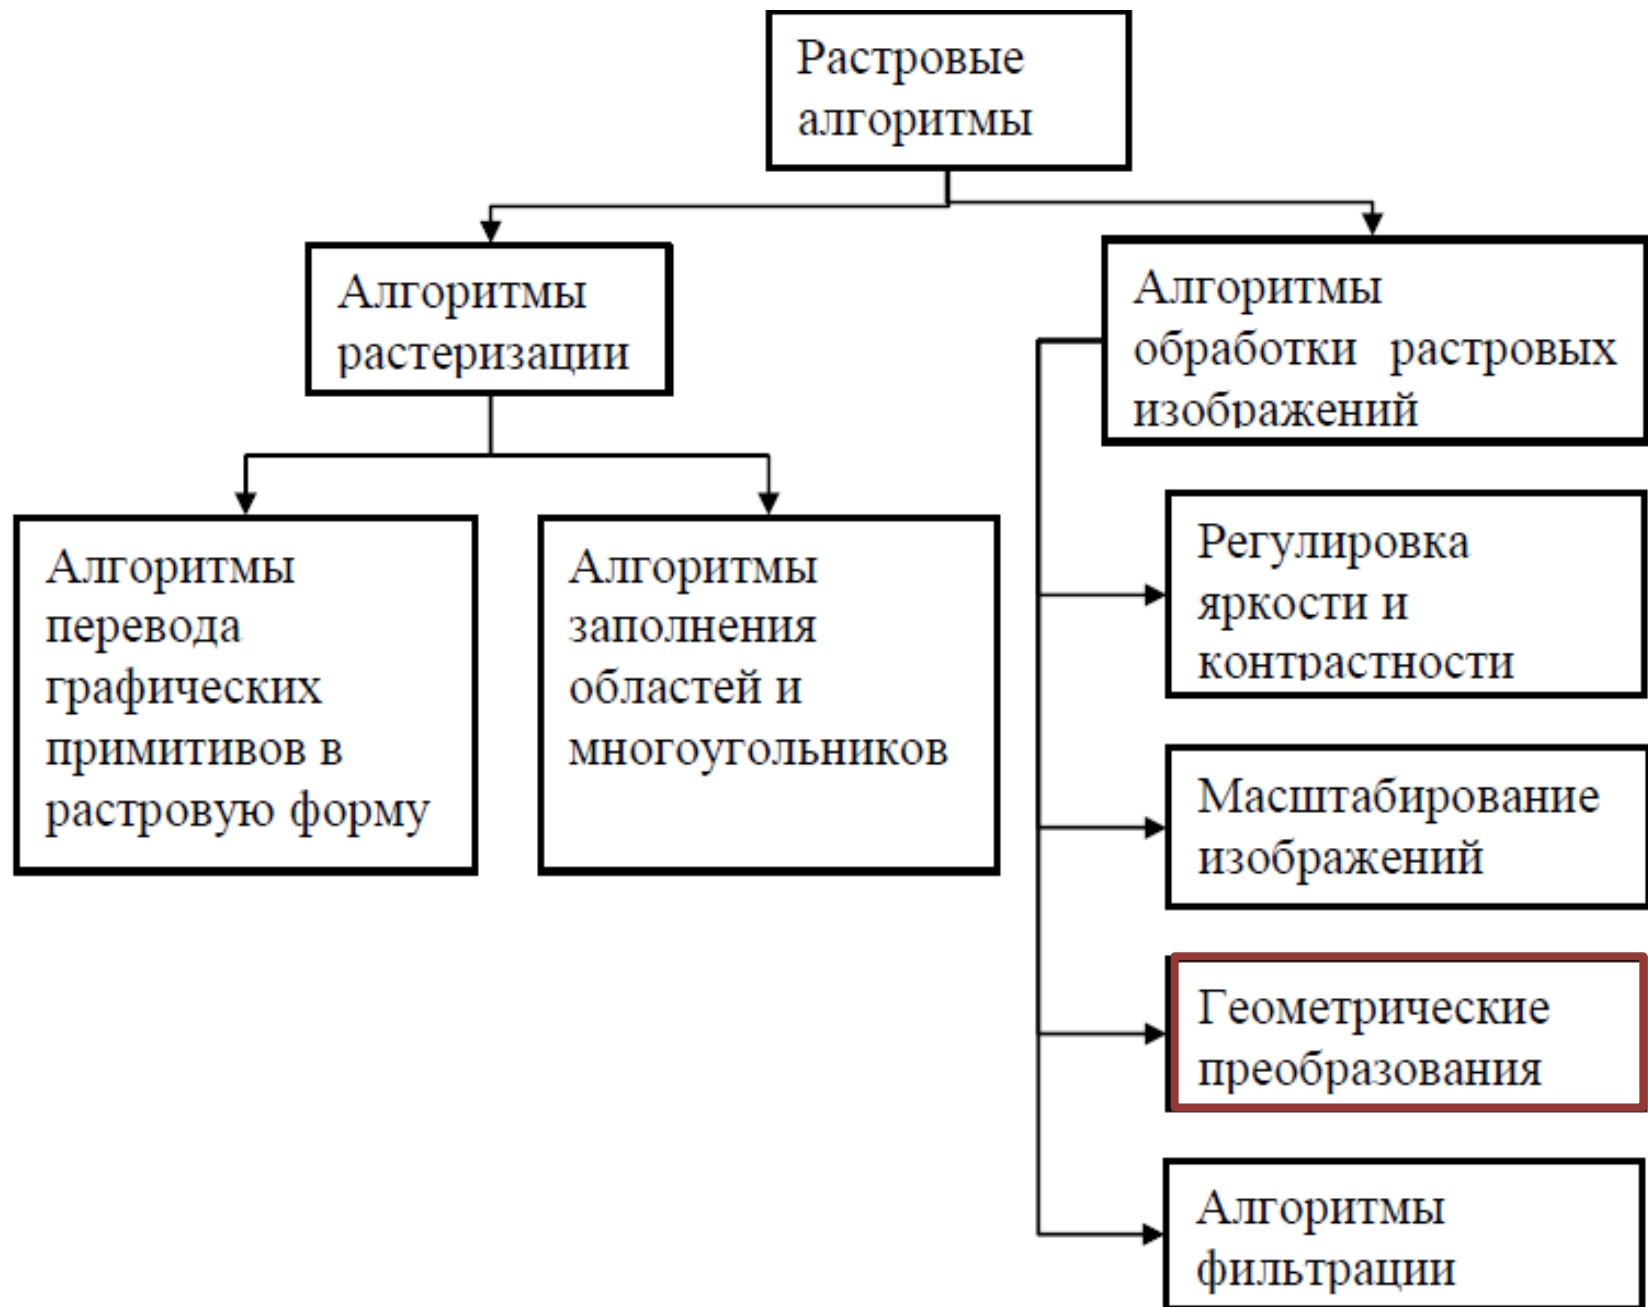 Растровые
алгоритмы
Алгоритмы
растеризации
Алгоритмы
обработки растровых
изображений
Алгоритмы
перевода
графических
примитивов в
растровую форму
Алгоритмы
заполнения
областей и
многоугольников
Регулировка
яркости и
контрастности
Масштабирование
изображений
Геометрические
преобразования
Алгоритмы
фильтрации